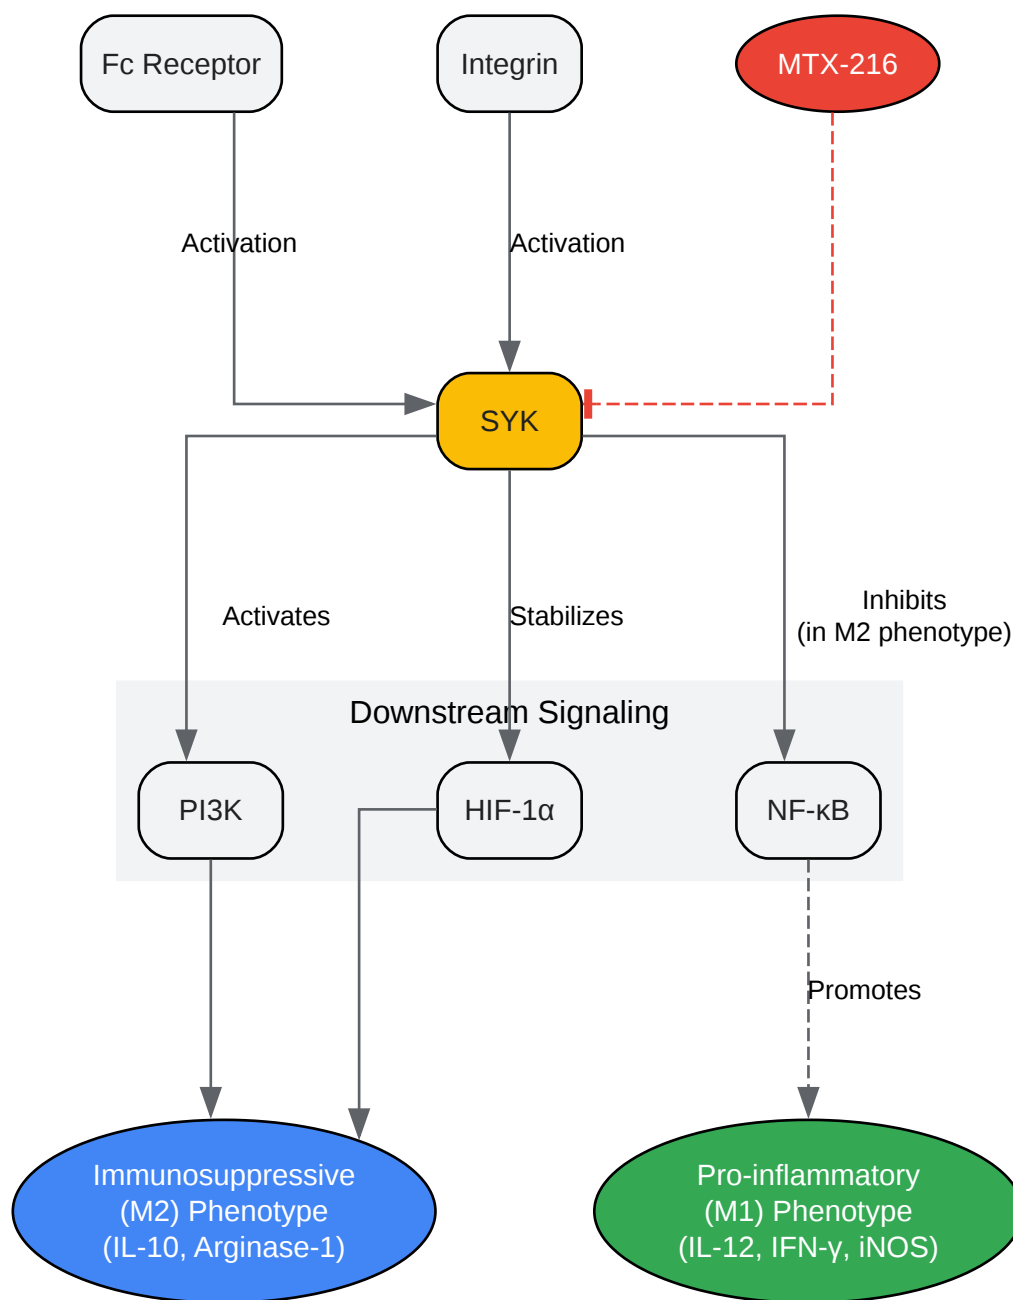 Fc Receptor
Integrin
MTX-216
Activation
Activation
SYK
Activates
Stabilizes
Inhibits
(in M2 phenotype)
Downstream Signaling
PI3K
HIF-1α
NF-κB
Promotes
Immunosuppressive
(M2) Phenotype
(IL-10, Arginase-1)
Pro-inflammatory
(M1) Phenotype
(IL-12, IFN-γ, iNOS)